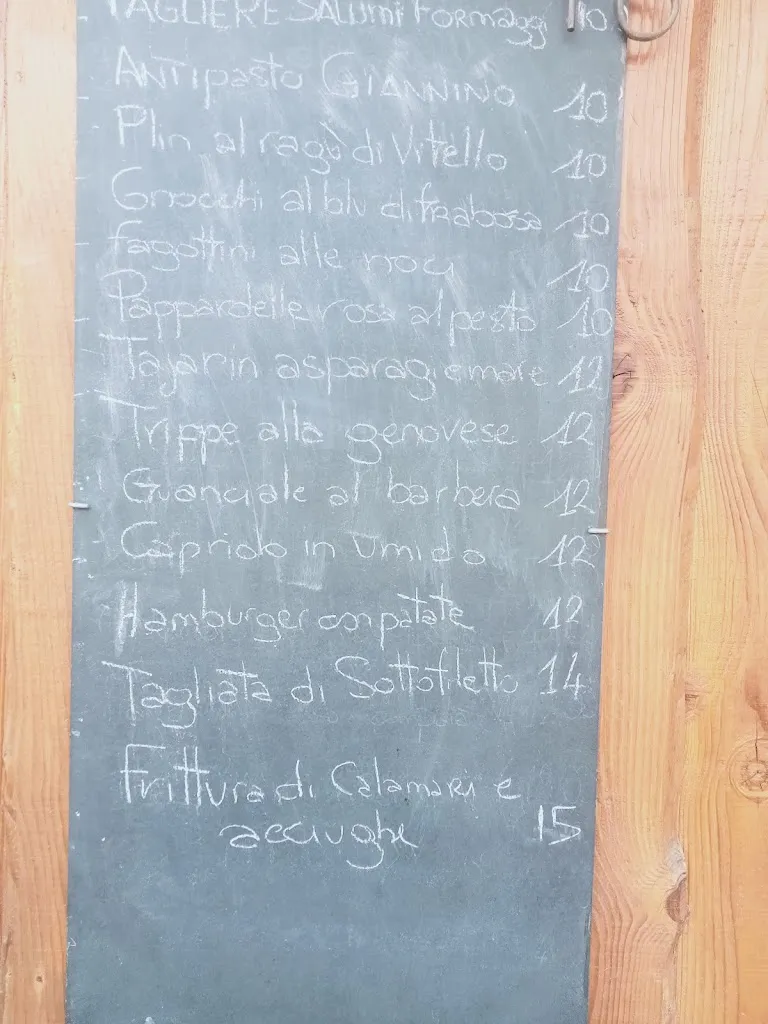 TAGLIERE SALUMI FORMAGGI 10
ANTIPASTO GIANNINO 10
Plin al ragù di Vitello 10
Gnocchi al blu di frabosa 10
Fagottini alle noci 10
Pappardelle rosa al pesto 10
Tajarin asparagi e mare 12
Trippe alla genovese 12
Guanciale al barbera 12
Capriolo in umido 12
Hamburger con patate 12
Tagliata di Sottofiletto 14
Frittura di Calamari e
acciughe 15